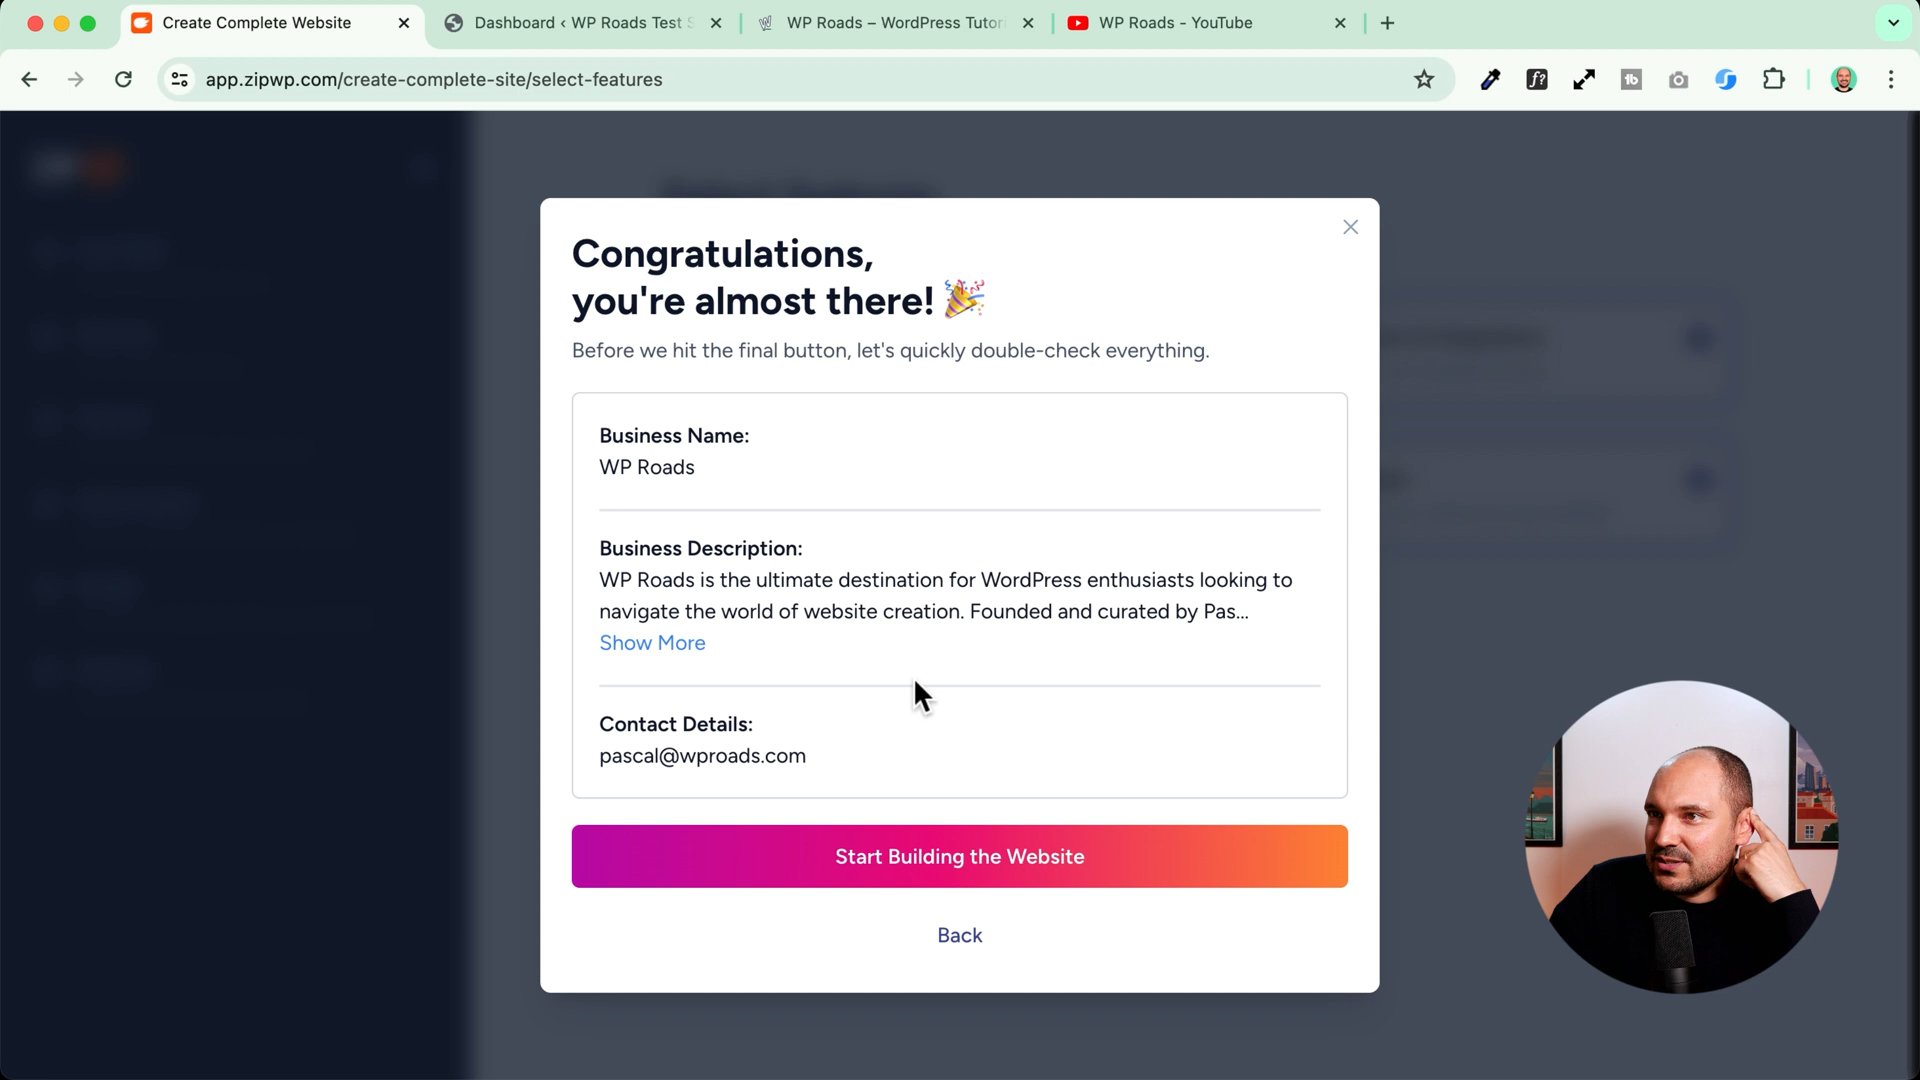 Create Complete Website
Dashboard ‹ WP Roads Test
WP Roads – WordPress Tutor
WP Roads - YouTube
app.zipwp.com/create-complete-site/select-features
Congratulations,
you're almost there!
Before we hit the final button, let's quickly double-check everything.
Business Name:
WP Roads
Business Description:
WP Roads is the ultimate destination for WordPress enthusiasts looking to
navigate the world of website creation. Founded and curated by Pas...
Show More
Contact Details:
pascal@wproads.com
Start Building the Website
Back